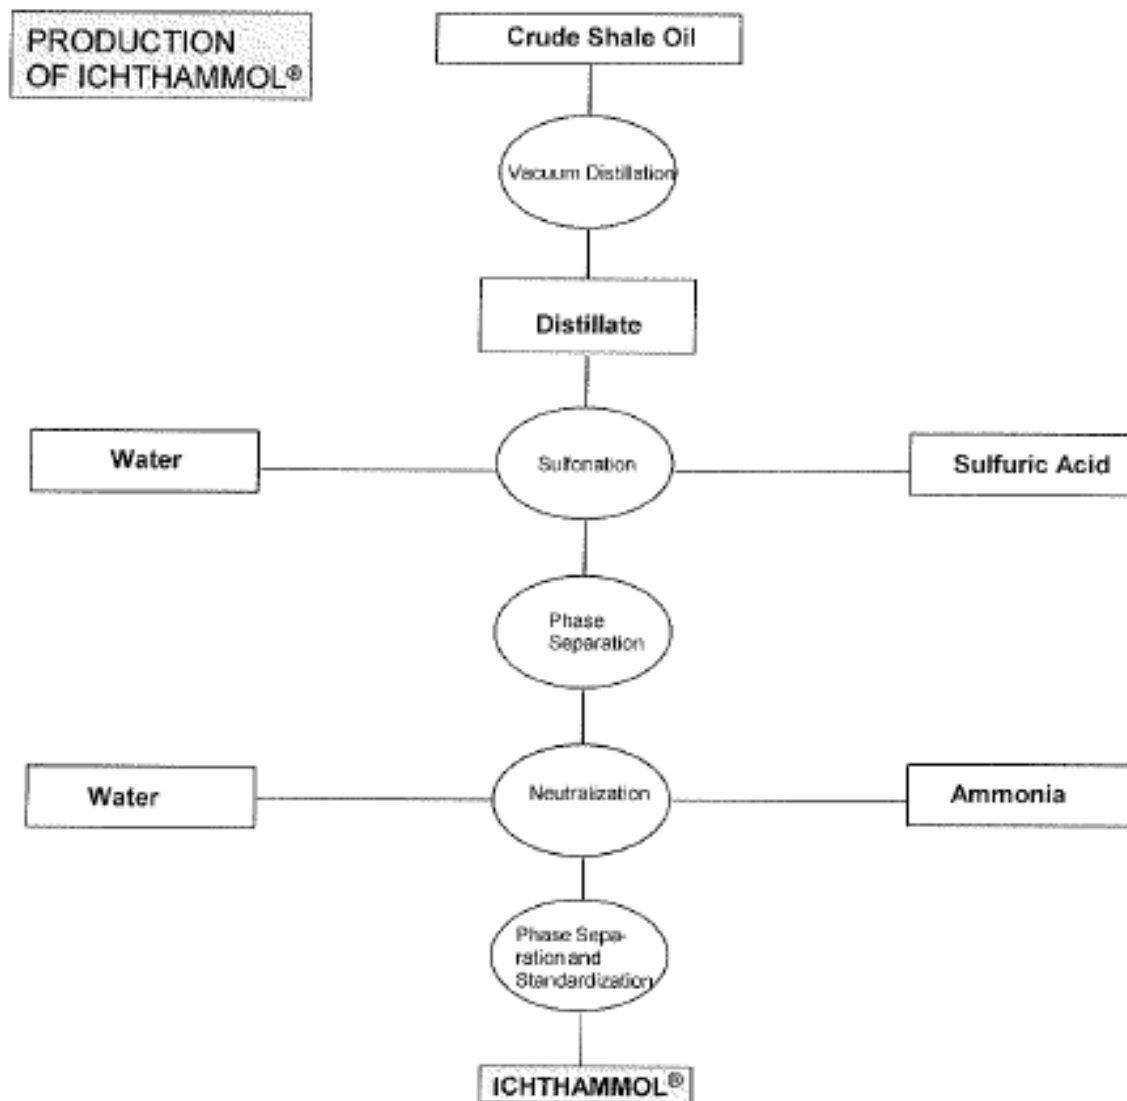 PRODUCTION
OF ICHTHAMMOL®
Crude Shale Oil
Vacuum Distillation
Distillate
Water
Sulfonation
Sulfuric Acid
Phase
Separation
Water
Neutralization
Ammonia
Phase Sepa-
ration and
Standardization
ICHTHAMMOL®